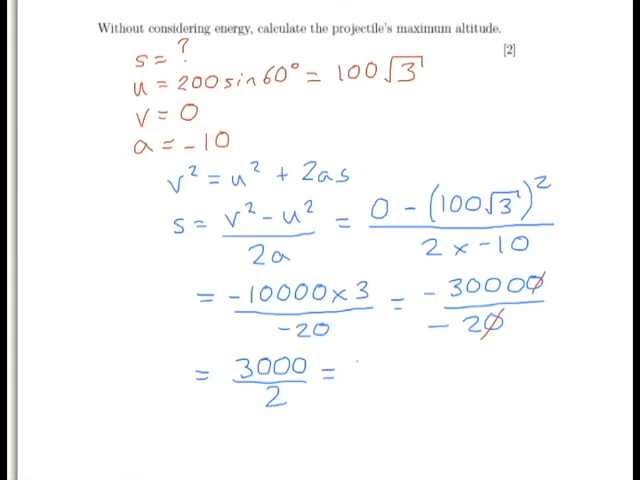 Without considering energy, calculate the projectile's maximum altitude.
[2]
s = ?
u = 200 sin 60° = 100√3
v = 0
a = -10
v² = u² + 2as
s = (v² - u²)/2a = (0 - (100√3)²)/(2 × -10)
= (-10000 × 3)/-20 = -30000/-20
= 3000/2 =